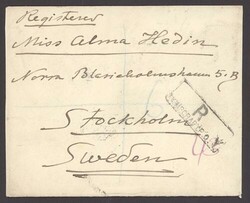 Registered
Miss Alma Hedin
Norra Blasieholmshamn 5.B
Stockholm
Sweden
R